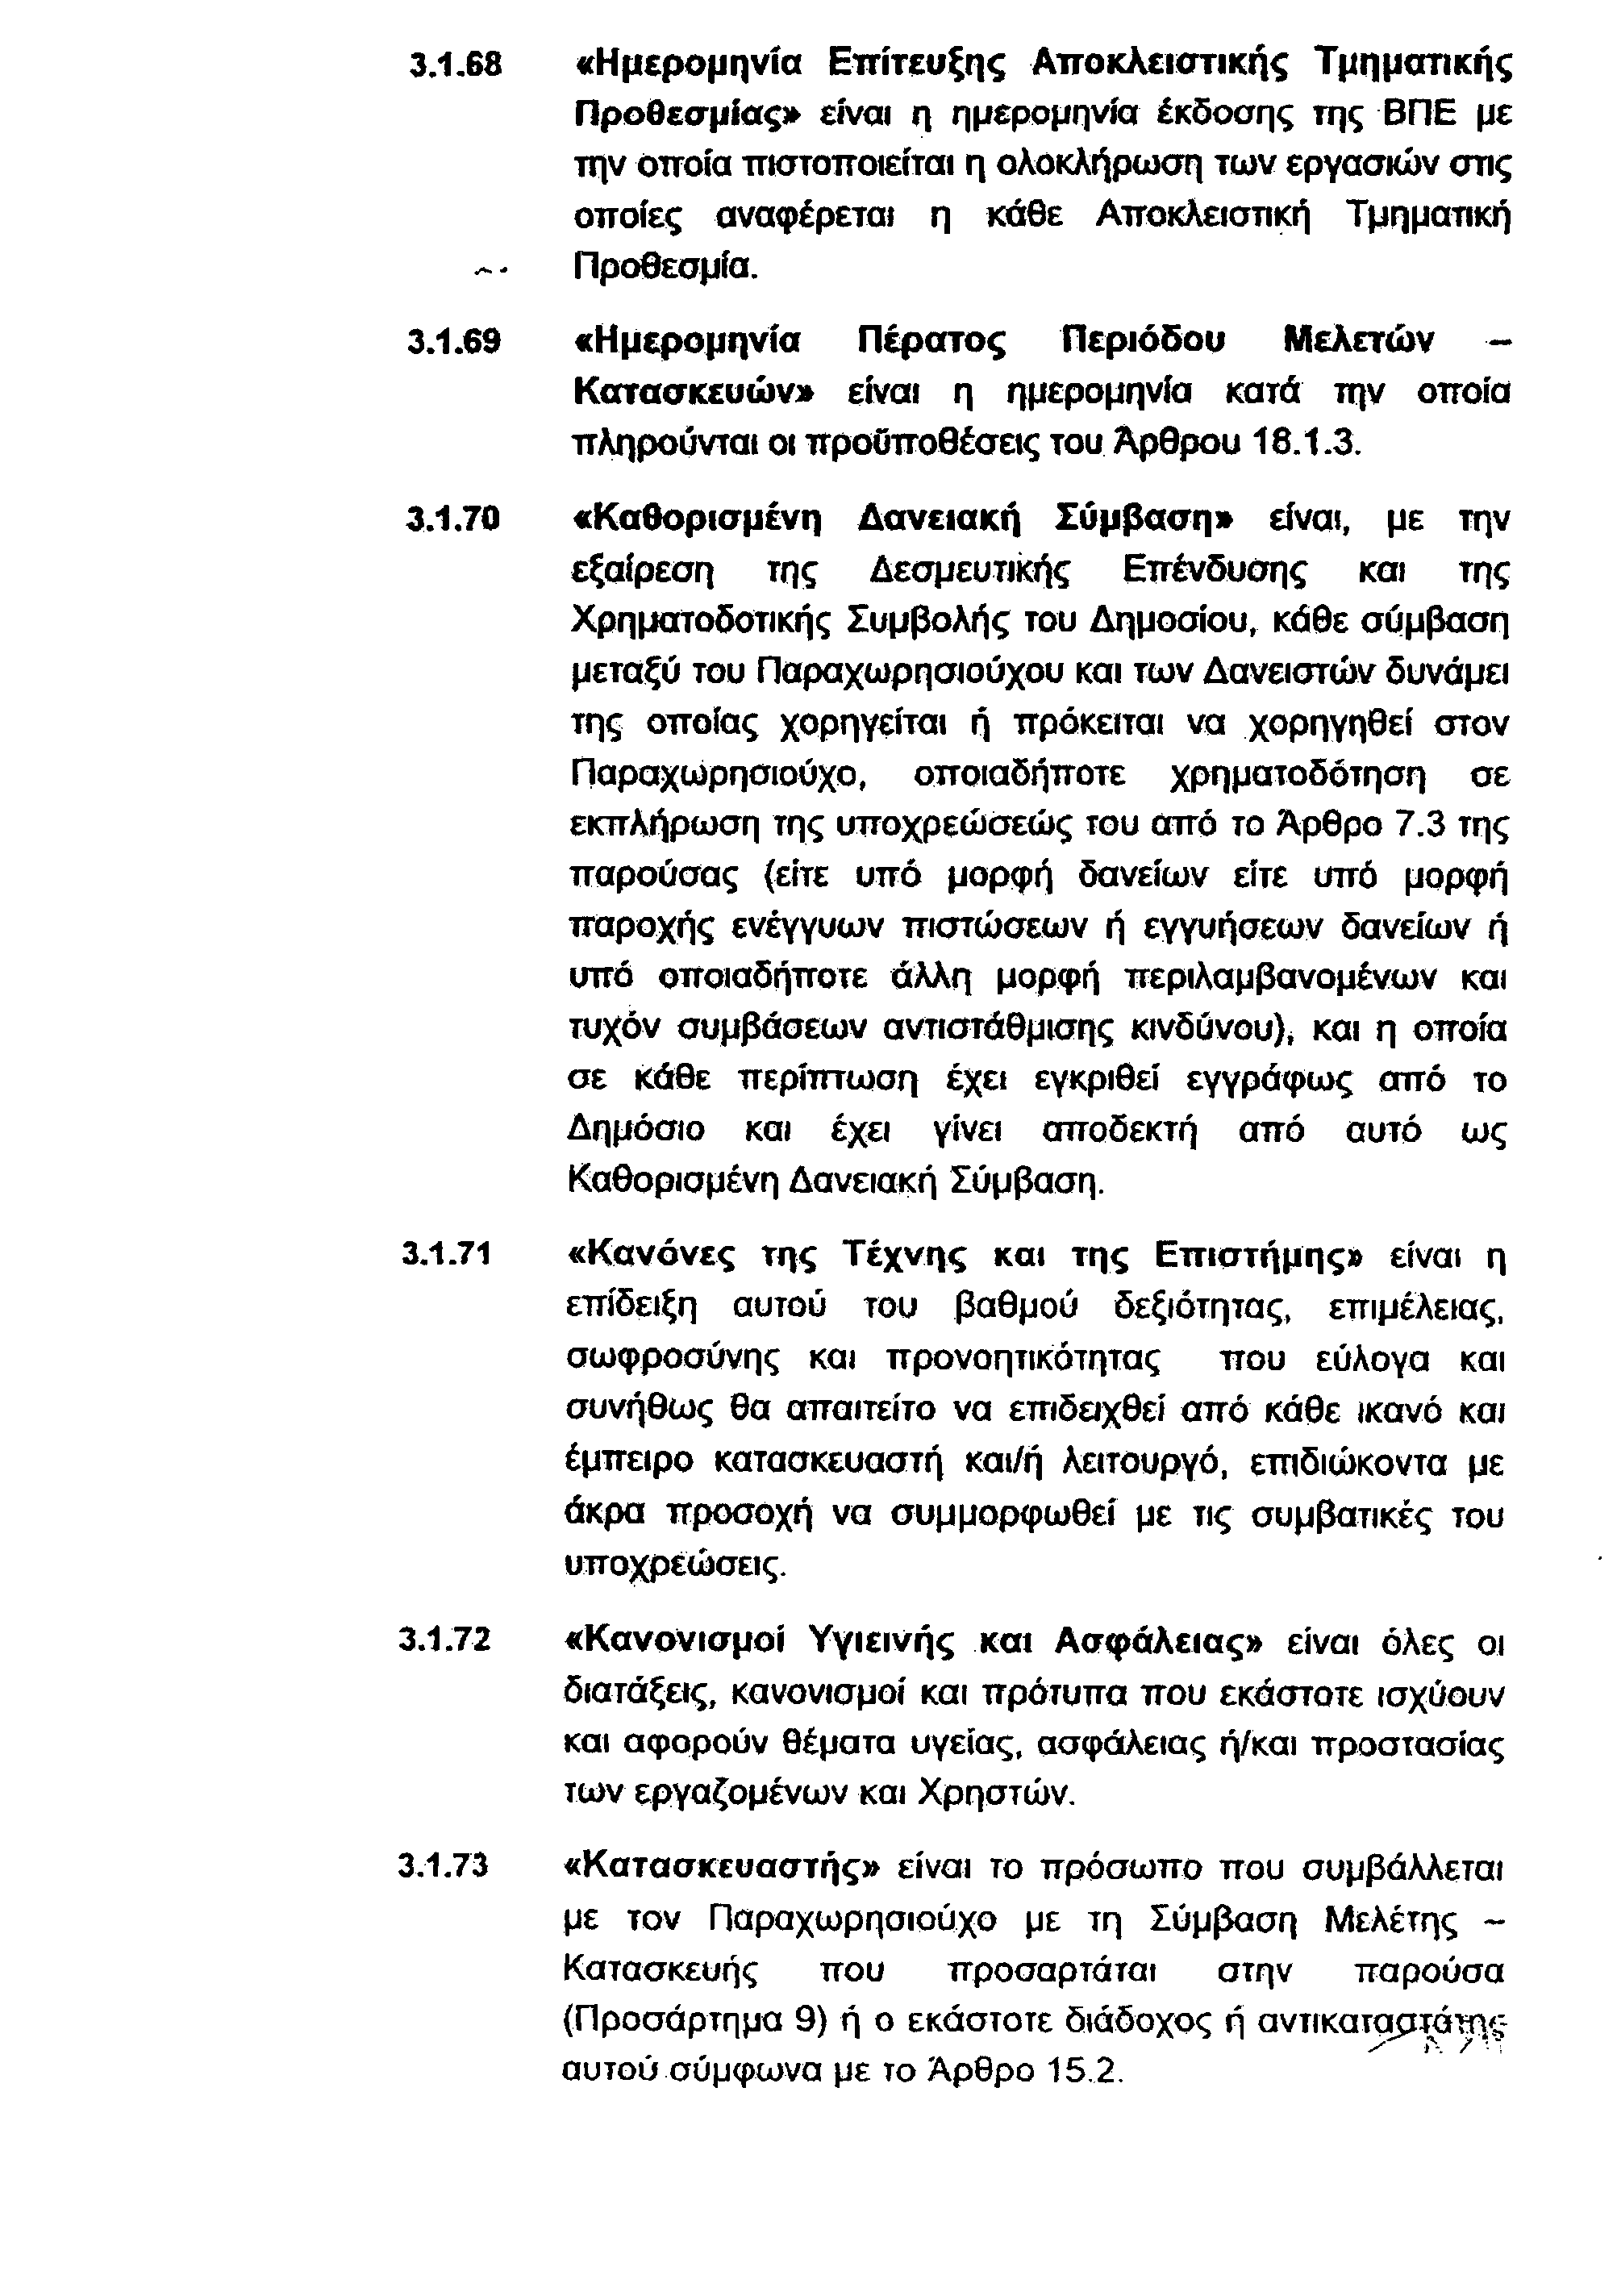 3.1.68 «Ημερομηνία Επίτευξης Αποκλειστικής Τμηματικής
Προθεσμίας» είναι η ημερομηνία έκδοσης της ΒΠΕ με
την οποία πιστοποιείται η ολοκλήρωση των εργασιών στις
οποίες αναφέρεται η κάθε Αποκλειστική Τμηματική
Προθεσμία.
3.1.69 «Ημερομηνία Πέρατος Περιόδου Μελετών –
Κατασκευών» είναι η ημερομηνία κατά την οποία
πληρούνται οι προϋποθέσεις του Άρθρου 18.1.3.
3.1.70 «Καθορισμένη Δανειακή Σύμβαση» είναι, με την
εξαίρεση της Δεσμευτικής Επένδυσης και της
Χρηματοδοτικής Συμβολής του Δημοσίου, κάθε σύμβαση
μεταξύ του Παραχωρησιούχου και των Δανειστών δυνάμει
της οποίας χορηγείται ή πρόκειται να χορηγηθεί στον
Παραχωρησιούχο, οποιαδήποτε χρηματοδότηση σε
εκπλήρωση της υποχρεώσεώς του από το Άρθρο 7.3 της
παρούσας (είτε υπό μορφή δανείων είτε υπό μορφή
παροχής ενέγγυων πιστώσεων ή εγγυήσεων δανείων ή
υπό οποιαδήποτε άλλη μορφή περιλαμβανομένων και
τυχόν συμβάσεων αντιστάθμισης κινδύνου), και η οποία
σε κάθε περίπτωση έχει εγκριθεί εγγράφως από το
Δημόσιο και έχει γίνει αποδεκτή από αυτό ως
Καθορισμένη Δανειακή Σύμβαση.
3.1.71 «Κανόνες της Τέχνης και της Επιστήμης» είναι η
επίδειξη αυτού του βαθμού δεξιότητας, επιμέλειας,
σωφροσύνης και προνοητικότητας που εύλογα και
συνήθως θα απαιτείτο να επιδειχθεί από κάθε ικανό και
έμπειρο κατασκευαστή και/ή λειτουργό, επιδιώκοντα με
άκρα προσοχή να συμμορφωθεί με τις συμβατικές του
υποχρεώσεις.
3.1.72 «Κανονισμοί Υγιεινής και Ασφάλειας» είναι όλες οι
διατάξεις, κανονισμοί και πρότυπα που εκάστοτε ισχύουν
και αφορούν θέματα υγείας, ασφάλειας ή/και προστασίας
των εργαζομένων και Χρηστών.
3.1.73 «Κατασκευαστής» είναι το πρόσωπο που συμβάλλεται
με τον Παραχωρησιούχο με τη Σύμβαση Μελέτης –
Κατασκευής που προσαρτάται στην παρούσα
(Προσάρτημα 9) ή ο εκάστοτε διάδοχος ή αντικαταστάτης
αυτού σύμφωνα με το Άρθρο 15.2.